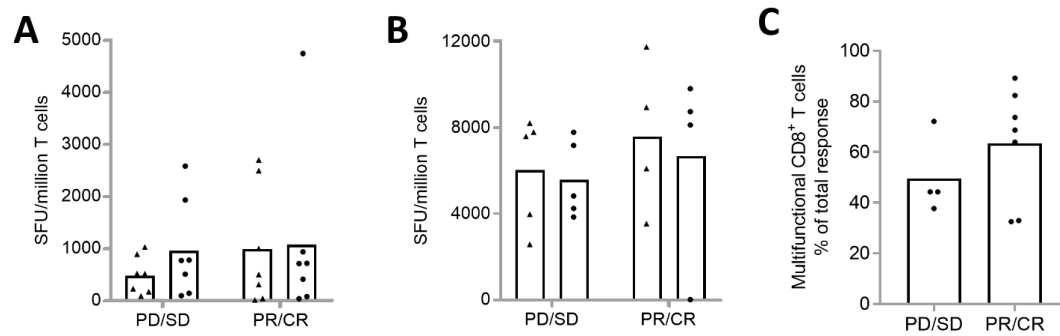 A
SFU/million T cells
5000
4000
3000
2000
1000
0
PD/SD PR/CR
B
SFU/million T cells
12000
8000
4000
0
PD/SD PR/CR
C
Multifunctional CD8⁺ T cells
% of total response
100
80
60
40
20
0
PD/SD PR/CR